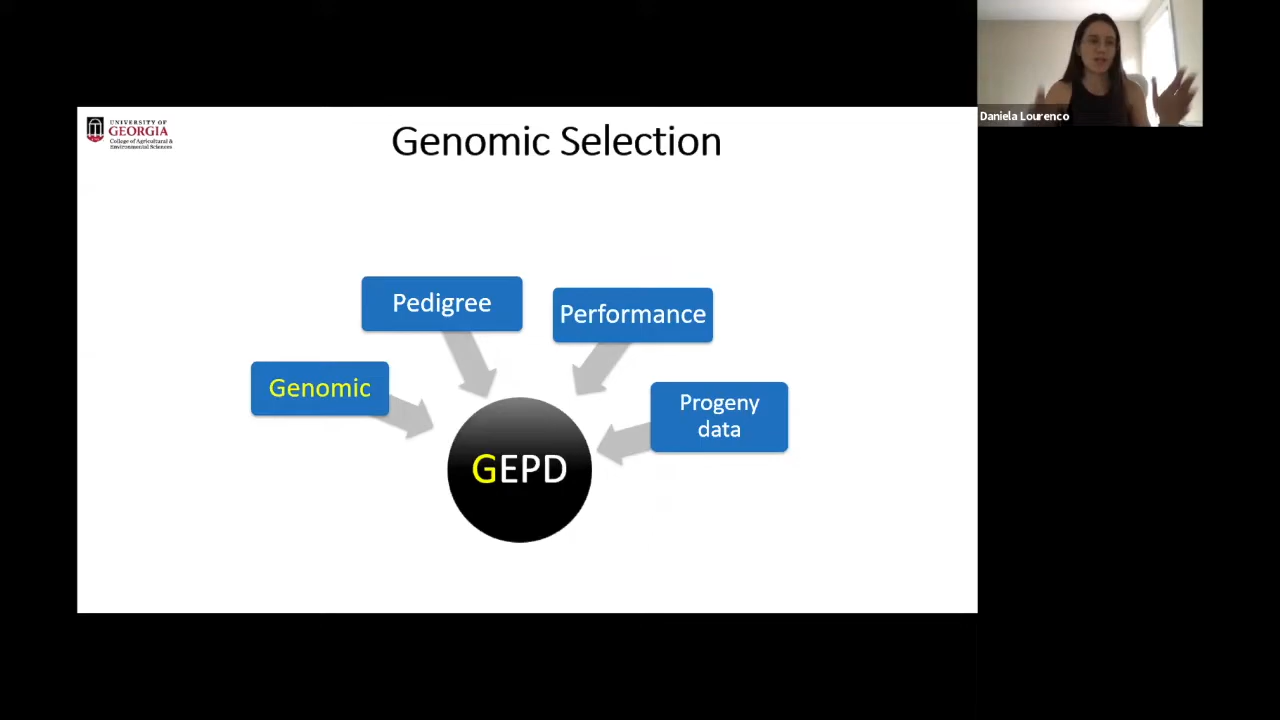 UNIVERSITY OF
GEORGIA
College of Agricultural &
Environmental Sciences
Genomic Selection
Daniela Lourenco
Pedigree
Performance
Genomic
Progeny
data
GEPD